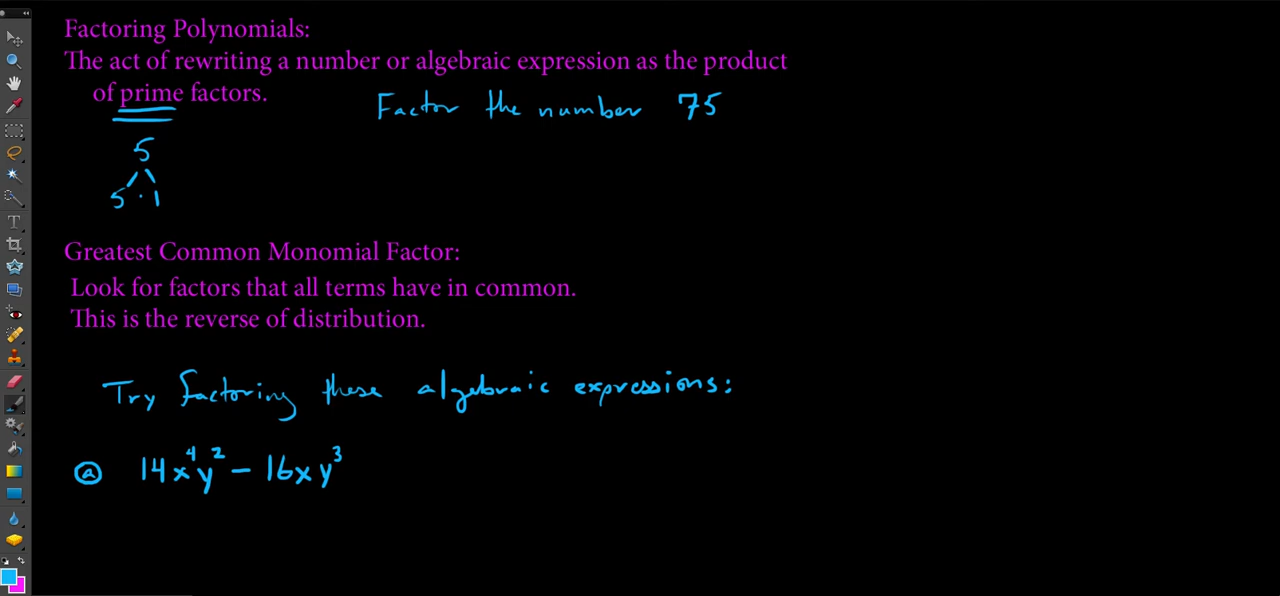 Factoring Polynomials:
The act of rewriting a number or algebraic expression as the product
of prime factors.
Factor the number 75
5
5 · 1
Greatest Common Monomial Factor:
Look for factors that all terms have in common.
This is the reverse of distribution.
Try factoring these algebraic expressions:
ⓐ 14x⁴y² − 16xy³